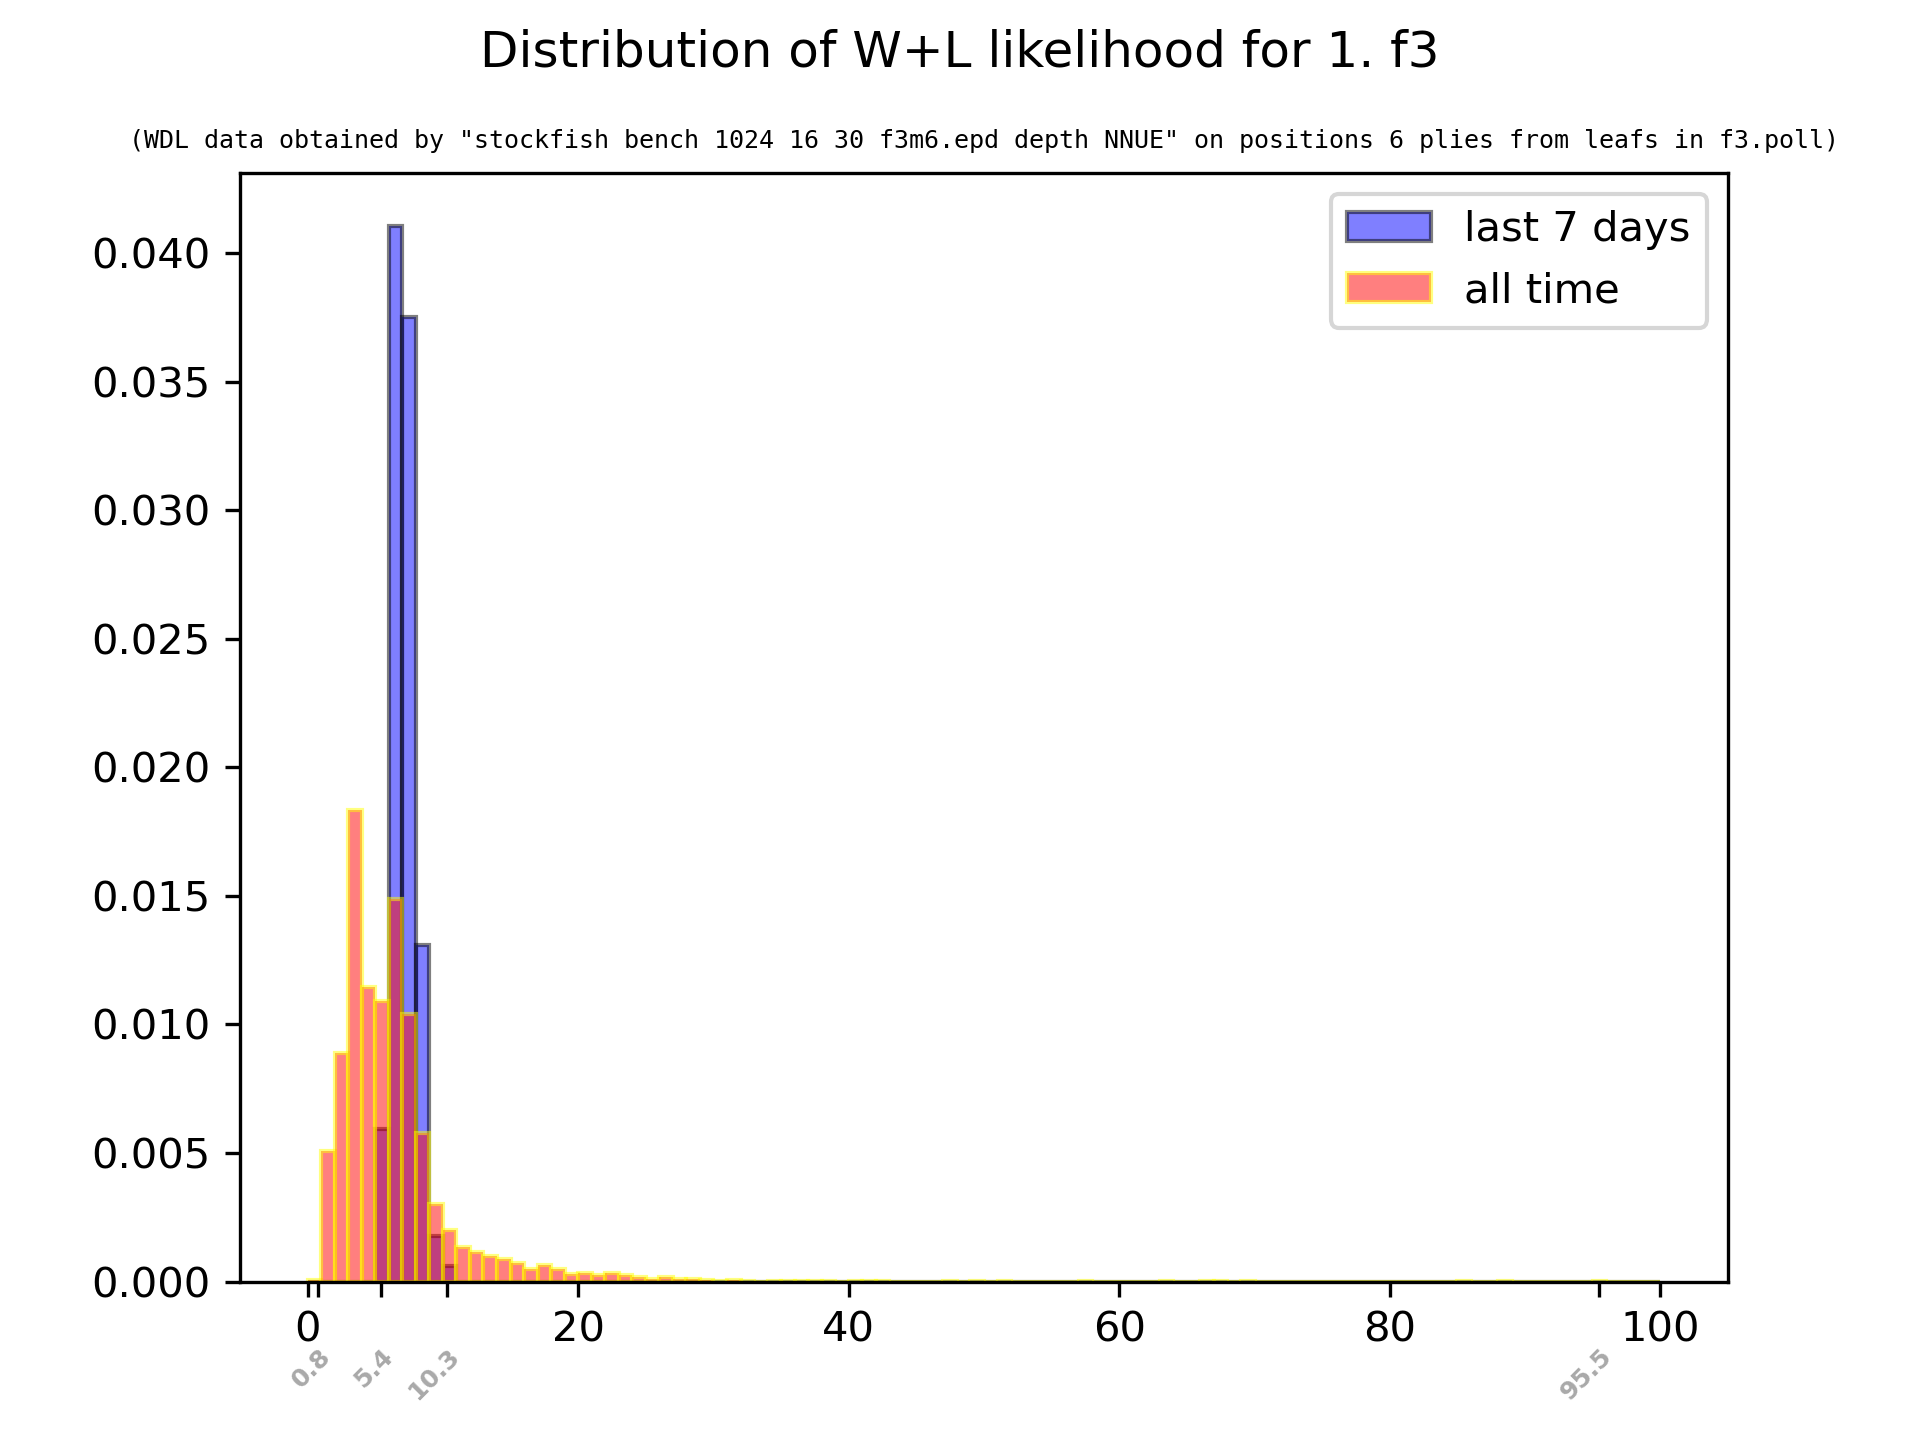 Distribution of W+L likelihood for 1. f3
(WDL data obtained by "stockfish bench 1024 16 30 f3m6.epd depth NNUE" on positions 6 plies from leafs in f3.poll)
last 7 days
all time
0.040
0.035
0.030
0.025
0.020
0.015
0.010
0.005
0.000
0 20 40 60 80 100
0.8 5.4 10.3 95.5